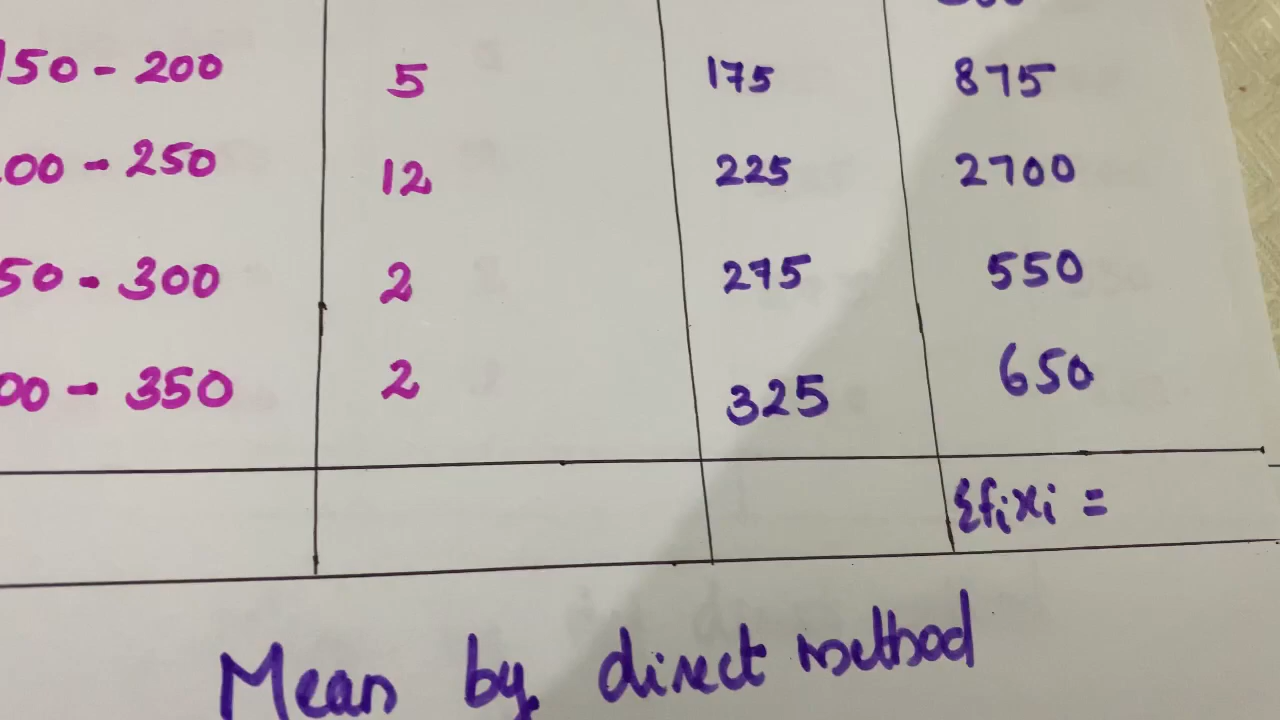 150 - 200 5 175 875
00 - 250 12 225 2700
50 - 300 2 275 550
00 - 350 2 325 650
Σfixi =
Mean by direct method